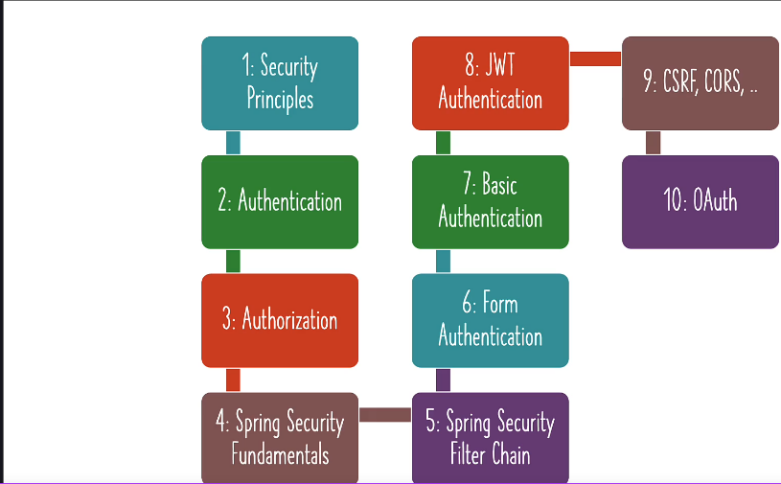 1: Security
Principles
2: Authentication
3: Authorization
4: Spring Security
Fundamentals
5: Spring Security
Filter Chain
6: Form
Authentication
7: Basic
Authentication
8: JWT
Authentication
9: CSRF, CORS, ..
10: OAuth